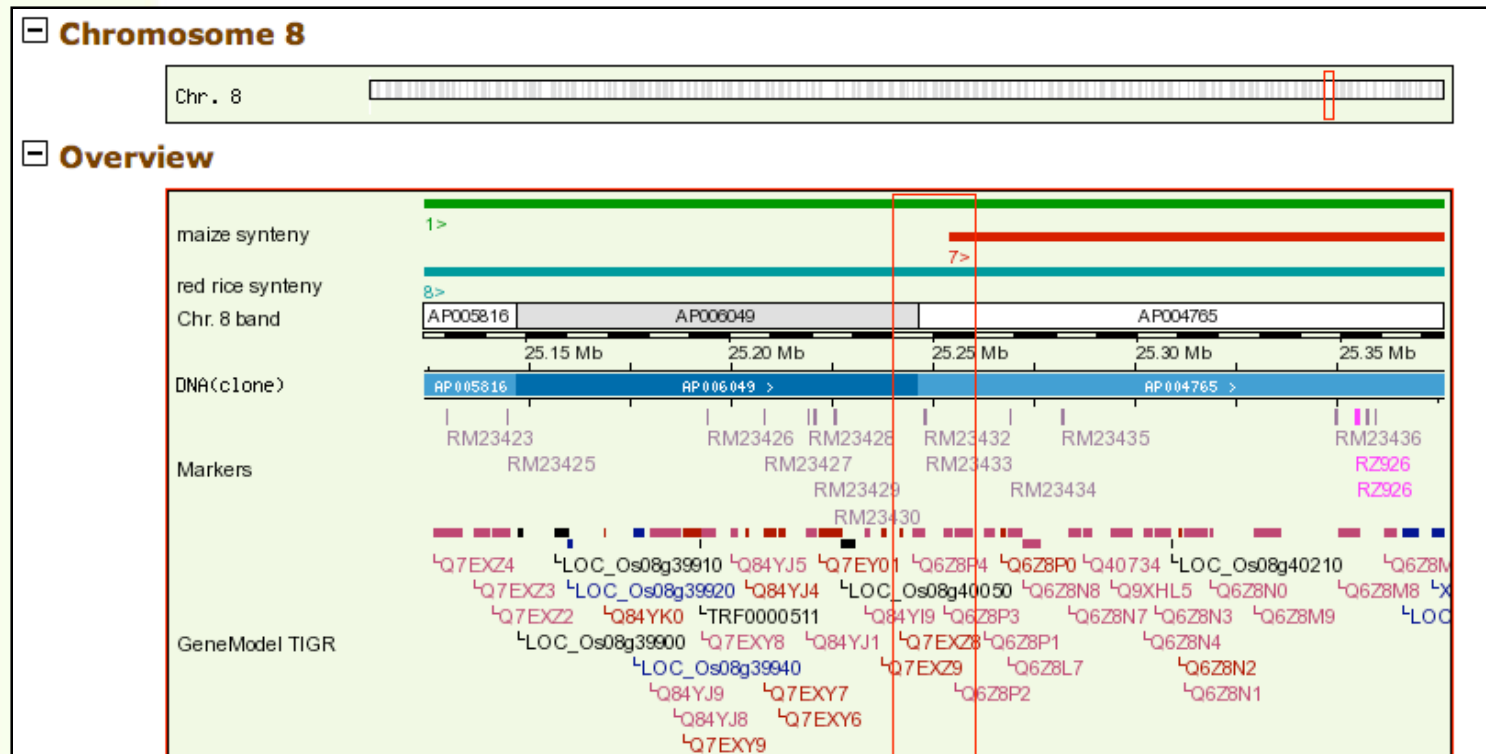 Chromosome 8
Chr. 8
Overview
1>
maize synteny
7>
red rice synteny
8>
Chr. 8 band AP005816 AP006049 AP004765
25.15 Mb 25.20 Mb 25.25 Mb 25.30 Mb 25.35 Mb
DNA(clone) AP005816 AP006049 > AP004765 >
RM23423 RM23426 RM23428 RM23432 RM23435 RM23436
Markers RM23425 RM23427 RM23433 RZ926
RM23429 RM23434 RZ926
RM23430
Q7EXZ4 LOC_Os08g39910 Q84YJ5 Q7EY01 Q6Z8P4 Q6Z8P0 Q40734 LOC_Os08g40210 Q6Z8M
Q7EXZ3 LOC_Os08g39920 Q84YJ4 LOC_Os08g40050 Q6Z8N8 Q9XHL5 Q6Z8N0 Q6Z8M8 X
Q7EXZ2 Q84YK0 TRF0000511 Q84YI9 Q6Z8P3 Q6Z8N7 Q6Z8N3 Q6Z8M9 LOC
GeneModel TIGR LOC_Os08g39900 Q7EXY8 Q84YJ1 Q7EXZ8 Q6Z8P1 Q6Z8N4
LOC_Os08g39940 Q7EXZ9 Q6Z8L7 Q6Z8N2
Q84YJ9 Q7EXY7 Q6Z8P2 Q6Z8N1
Q84YJ8 Q7EXY6
Q7EXY9